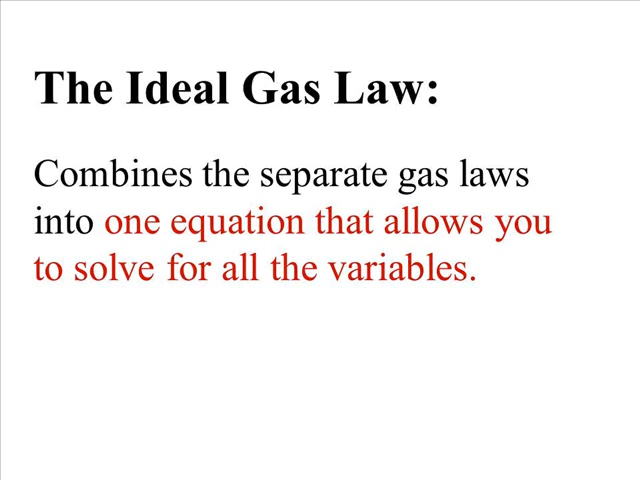 The Ideal Gas Law:
Combines the separate gas laws
into one equation that allows you
to solve for all the variables.